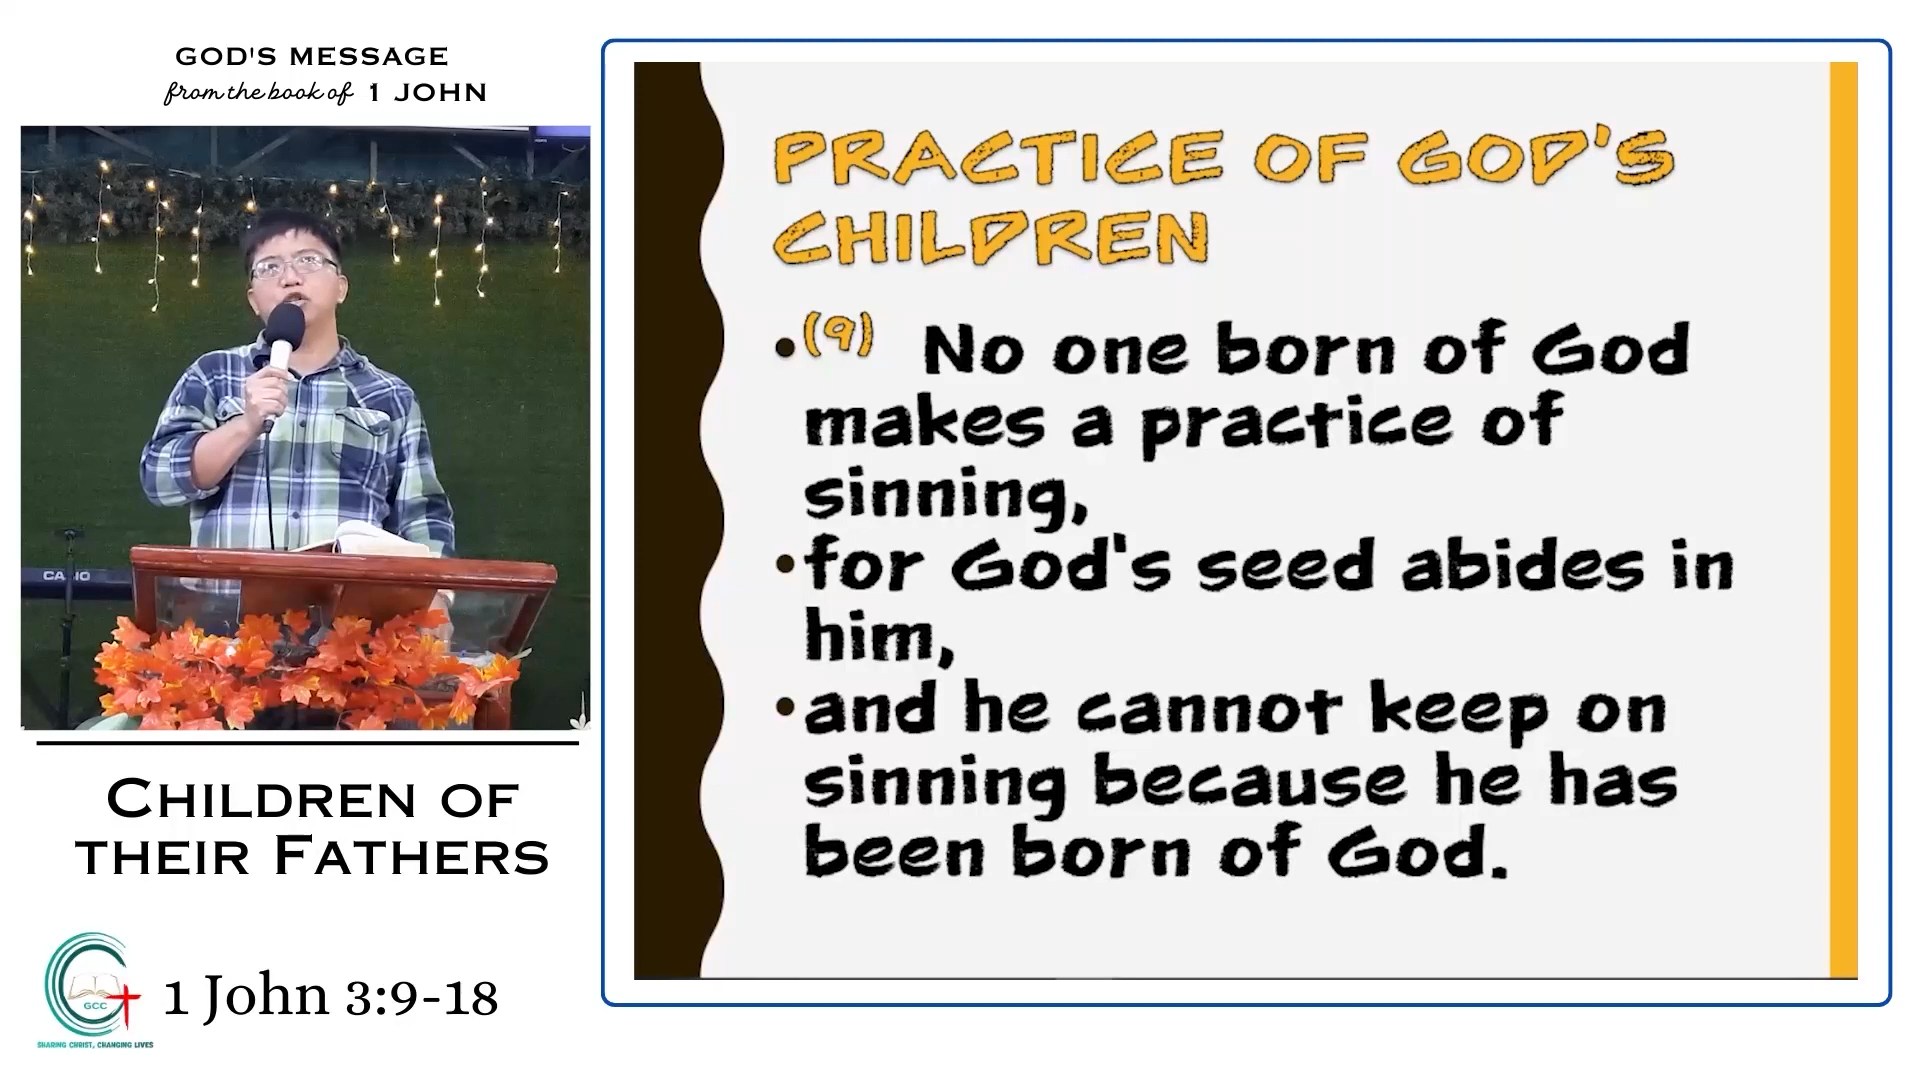 GOD'S MESSAGE
from the book of 1 JOHN
CASIO
CHILDREN OF
THEIR FATHERS
GCC
SHARING CHRIST, CHANGING LIVES
1 John 3:9-18
PRACTICE OF GOD'S
CHILDREN
•(9) No one born of God
makes a practice of
sinning,
•for God's seed abides in
him,
•and he cannot keep on
sinning because he has
been born of God.